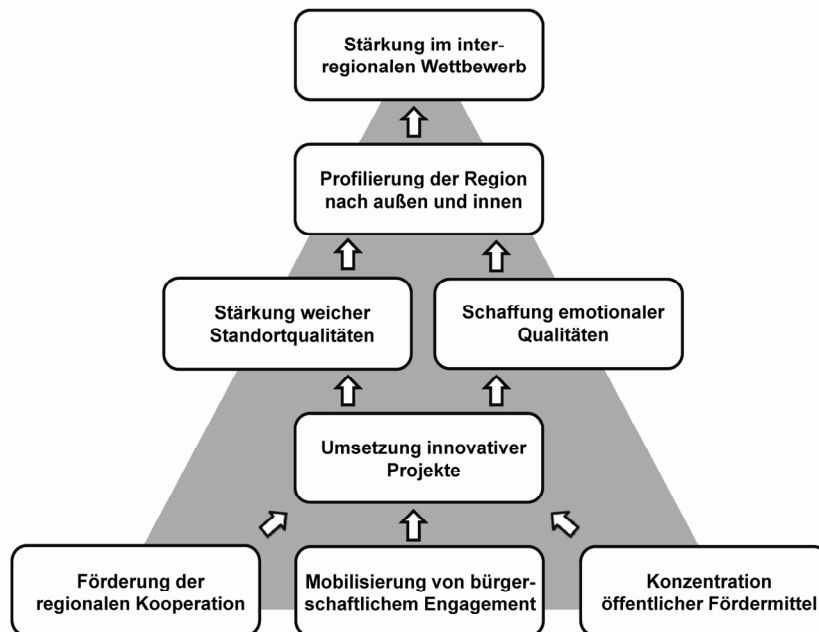 Stärkung im inter-
regionalen Wettbewerb
Profilierung der Region
nach außen und innen
Stärkung weicher
Standortqualitäten
Schaffung emotionaler
Qualitäten
Umsetzung innovativer
Projekte
Förderung der
regionalen Kooperation
Mobilisierung von bürger-
schaftlichem Engagement
Konzentration
öffentlicher Fördermittel